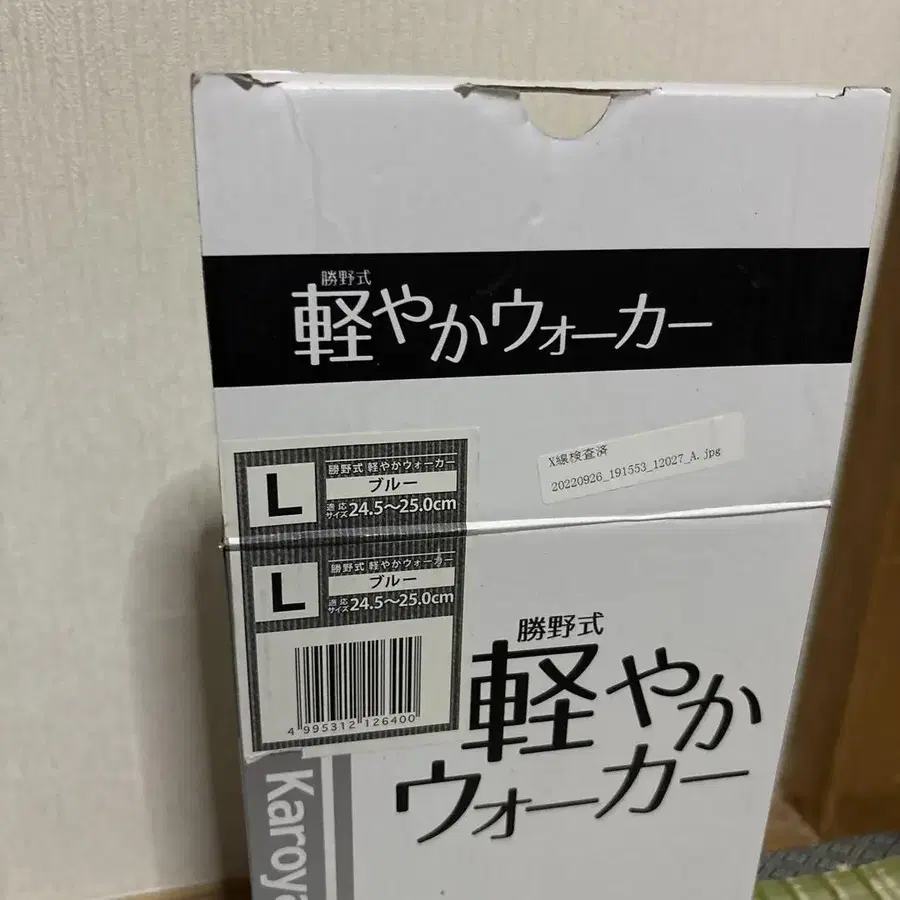 勝野式
軽やかウォーカー
X線検査済
20220926_191553_12027_A.jpg
L
勝野式 軽やかウォーカー
ブルー
適応サイズ 24.5〜25.0cm
L
勝野式 軽やかウォーカー
ブルー
適応サイズ 24.5〜25.0cm
4 995312 126400
勝野式
軽やか
ウォーカー
Karoya